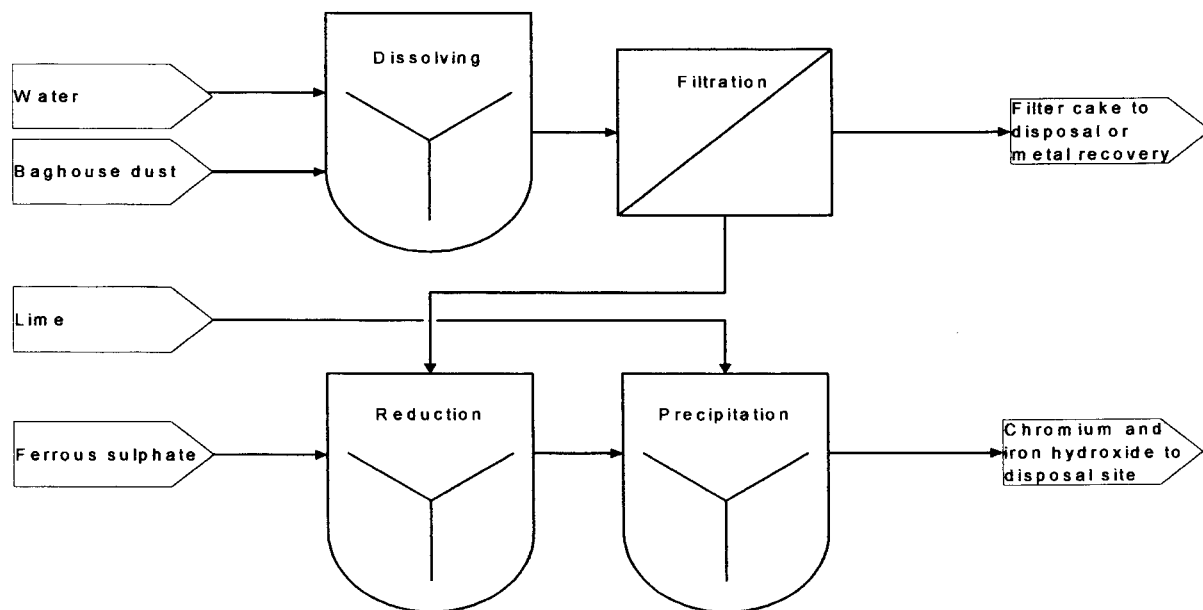 Dissolving
Filtration
Water
Filter cake to
disposal or
metal recovery
Baghouse dust
Lime
Reduction
Precipitation
Ferrous sulphate
Chromium and
iron hydroxide to
disposal site